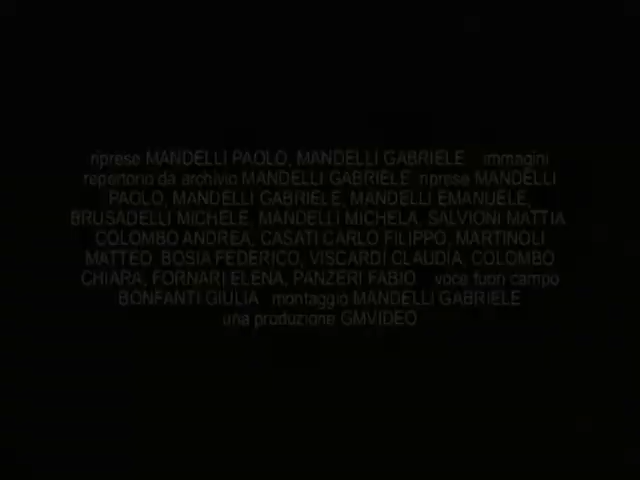 riprese MANDELLI PAOLO, MANDELLI GABRIELE immagini
repertorio da archivio MANDELLI GABRIELE riprese MANDELLI
PAOLO, MANDELLI GABRIELE, MANDELLI EMANUELE,
BRUSADELLI MICHELE, MANDELLI MICHELA, SALVIONI MATTIA
COLOMBO ANDREA, CASATI CARLO FILIPPO, MARTINOLI
MATTEO, BOSIA FEDERICO, VISCARDI CLAUDIA, COLOMBO
CHIARA, FORNARI ELENA, PANZERI FABIO voce fuori campo
BONFANTI GIULIA montaggio MANDELLI GABRIELE
una produzione GMVIDEO